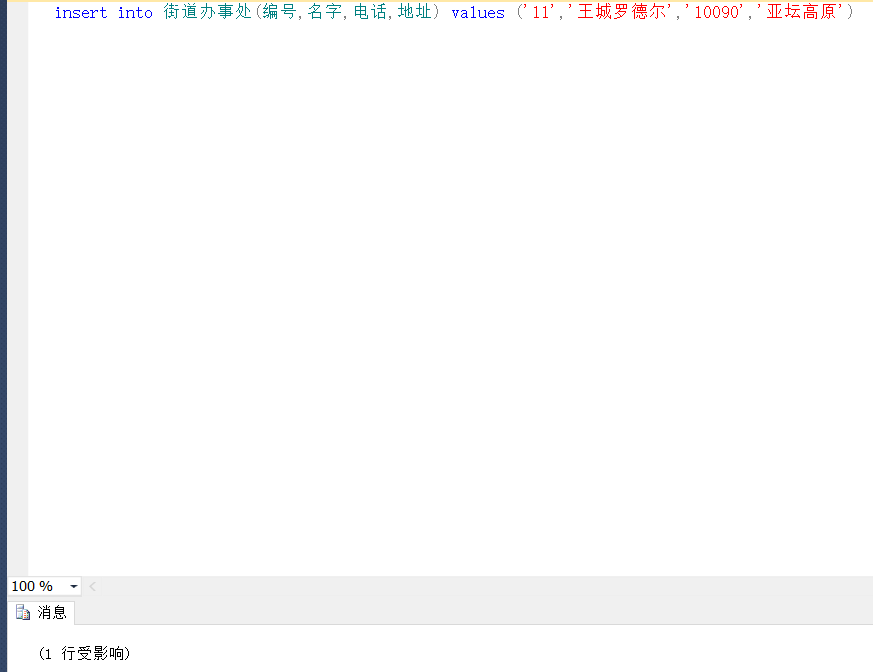 insert into 街道办事处(编号,名字,电话,地址) values ('11','王城罗德尔','10090','亚坛高原')
100 %
消息
(1 行受影响)